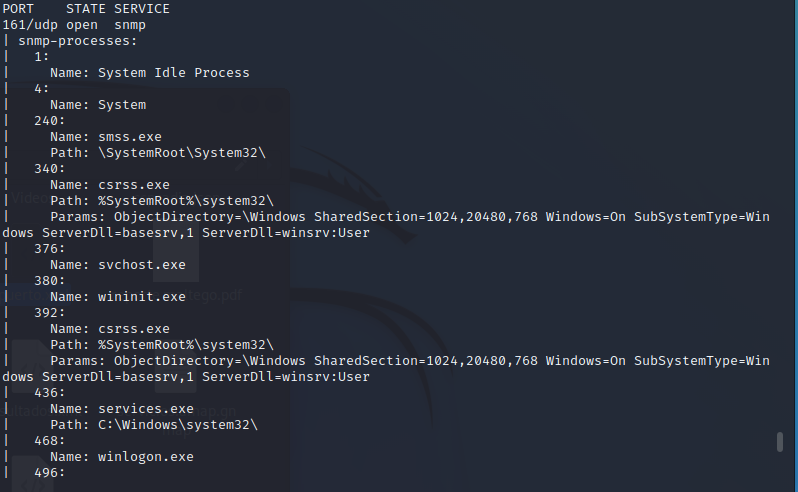 PORT    STATE SERVICE
161/udp open  snmp
| snmp-processes:
|   1:
|     Name: System Idle Process
|   4:
|     Name: System
|   240:
|     Name: smss.exe
|     Path: \SystemRoot\System32\
|   340:
|     Name: csrss.exe
|     Path: %SystemRoot%\system32\
|     Params: ObjectDirectory=\Windows SharedSection=1024,20480,768 Windows=On SubSystemType=Win
dows ServerDll=basesrv,1 ServerDll=winsrv:User
|   376:
|     Name: svchost.exe
|   380:
|     Name: wininit.exe
|   392:
|     Name: csrss.exe
|     Path: %SystemRoot%\system32\
|     Params: ObjectDirectory=\Windows SharedSection=1024,20480,768 Windows=On SubSystemType=Win
dows ServerDll=basesrv,1 ServerDll=winsrv:User
|   436:
|     Name: services.exe
|     Path: C:\Windows\system32\
|   468:
|     Name: winlogon.exe
|   496: